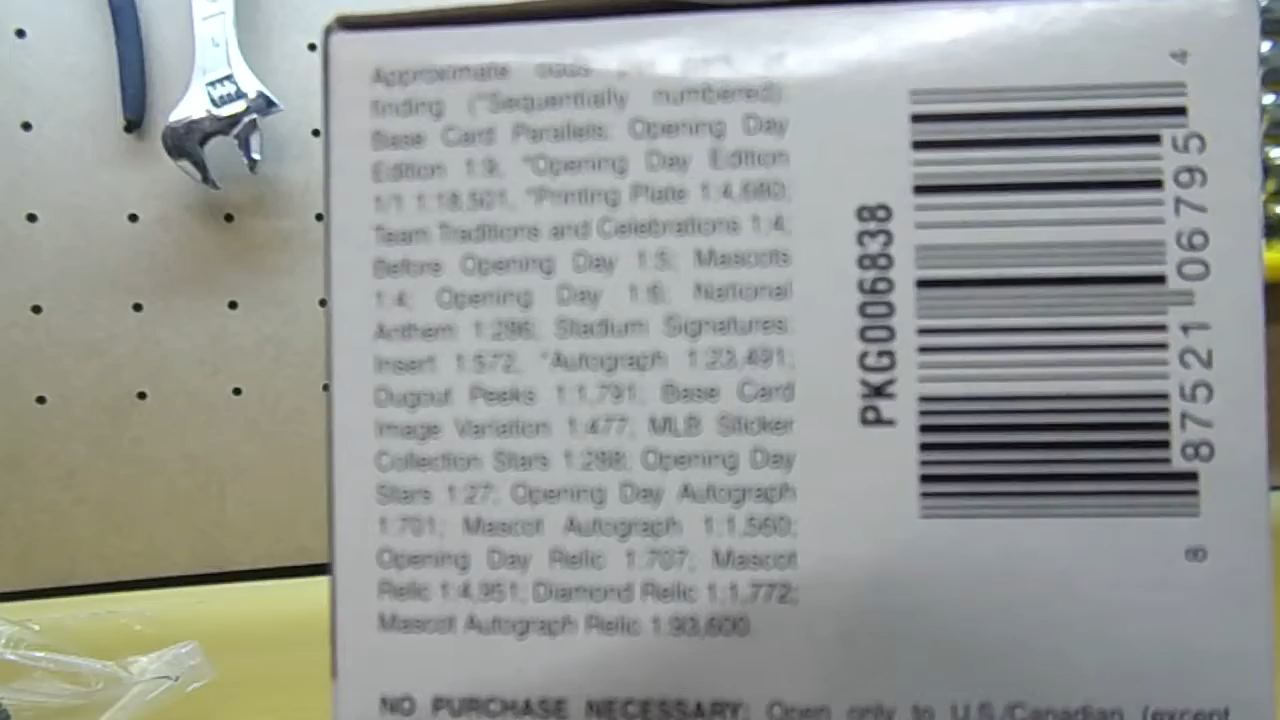 Approximate odds
finding (*Sequentially numbered):
Base Card Parallels: Opening Day
Edition 1:9, *Opening Day Edition
1/1 1:18,501, *Printing Plate 1:4,680;
Team Traditions and Celebrations 1:4;
Before Opening Day 1:5; Mascots
1:4; Opening Day 1:6; National
Anthem 1:286; Stadium Signatures:
Insert 1:572, *Autograph 1:23,491;
Dugout Peeks 1:1,791; Base Card
Image Variation 1:477; MLB Sticker
Collection Stars 1:298; Opening Day
Stars 1:27; Opening Day Autograph
1:701; Mascot Autograph 1:1,560;
Opening Day Relic 1:707; Mascot
Relic 1:4,951; Diamond Relic 1:1,772;
Mascot Autograph Relic 1:93,600
NO PURCHASE NECESSARY: Open only to U.S./Canadian (except
PKG006838
8 87521 06795 4